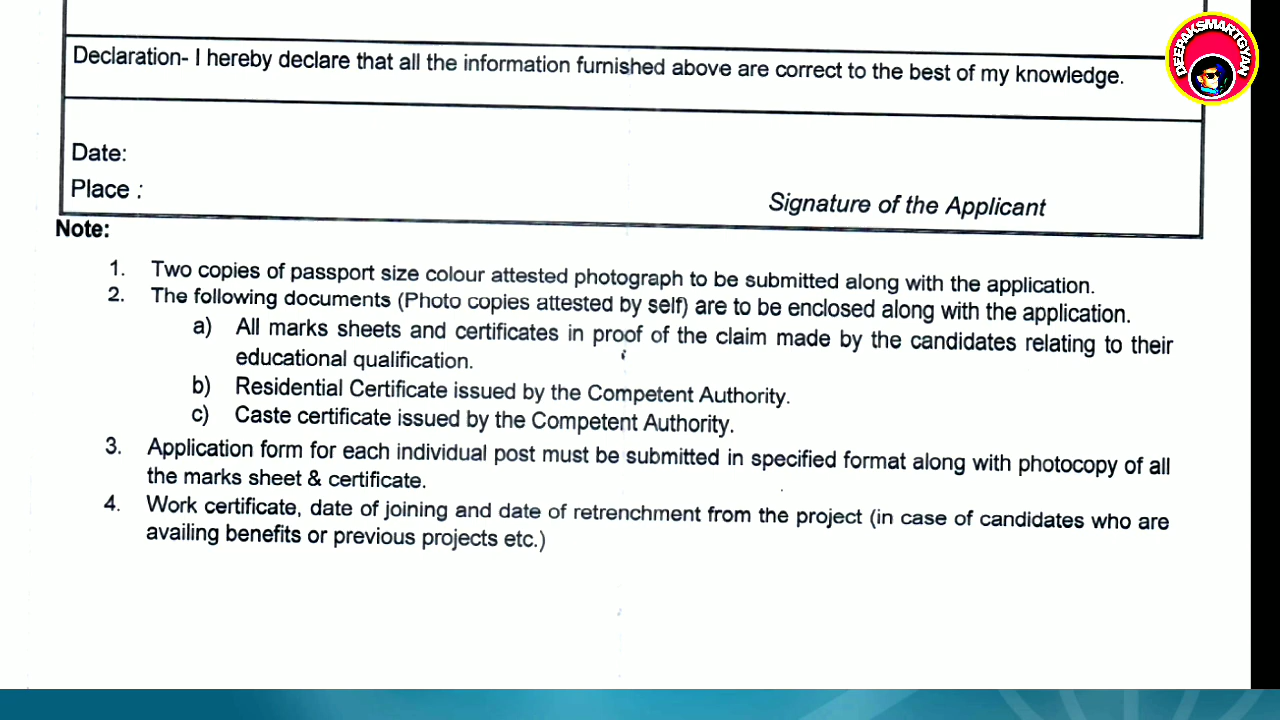 Declaration- I hereby declare that all the information furnished above are correct to the best of my knowledge.
DEEPAKSMARTGYAN
Date:
Place :
Signature of the Applicant
Note:
1. Two copies of passport size colour attested photograph to be submitted along with the application.
2. The following documents (Photo copies attested by self) are to be enclosed along with the application.
a) All marks sheets and certificates in proof of the claim made by the candidates relating to their
educational qualification.
b) Residential Certificate issued by the Competent Authority.
c) Caste certificate issued by the Competent Authority.
3. Application form for each individual post must be submitted in specified format along with photocopy of all
the marks sheet & certificate.
4. Work certificate, date of joining and date of retrenchment from the project (in case of candidates who are
availing benefits or previous projects etc.)